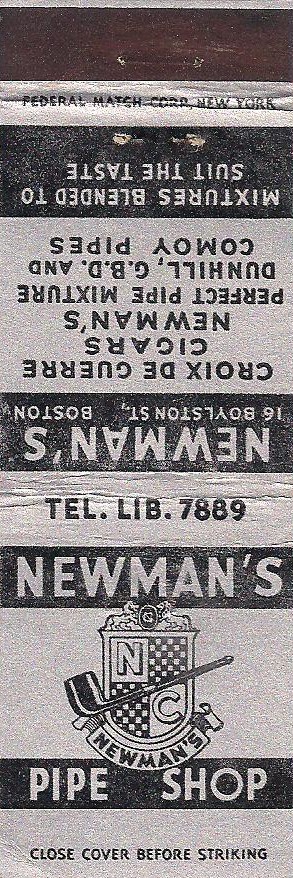 FEDERAL MATCH CORP. NEW YORK
NEWMAN'S
16 BOYLSTON ST., BOSTON
CROIX DE GUERRE
CIGARS
NEWMAN'S
PERFECT PIPE MIXTURE
DUNHILL, G.B.D. AND
COMOY PIPES
MIXTURES BLENDED TO
SUIT THE TASTE
TEL. LIB. 7889
NEWMAN'S
G
N
C
NEWMAN'S
PIPE SHOP
CLOSE COVER BEFORE STRIKING